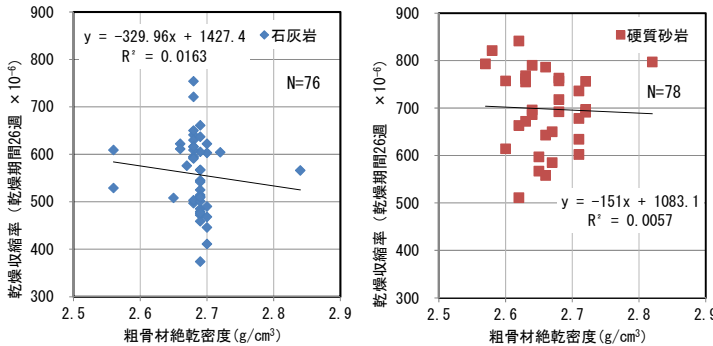 乾燥収縮率（乾燥期間26週 ×10⁻⁶）
900
800
700
600
500
400
300
y = -329.96x + 1427.4
R² = 0.0163
石灰岩
N=76
2.5
2.6
2.7
2.8
2.9
粗骨材絶乾密度(g/cm³)
乾燥収縮率（乾燥期間26週 ×10⁻⁶）
900
800
700
600
500
400
300
硬質砂岩
N=78
y = -151x + 1083.1
R² = 0.0057
2.5
2.6
2.7
2.8
2.9
粗骨材絶乾密度(g/cm³)